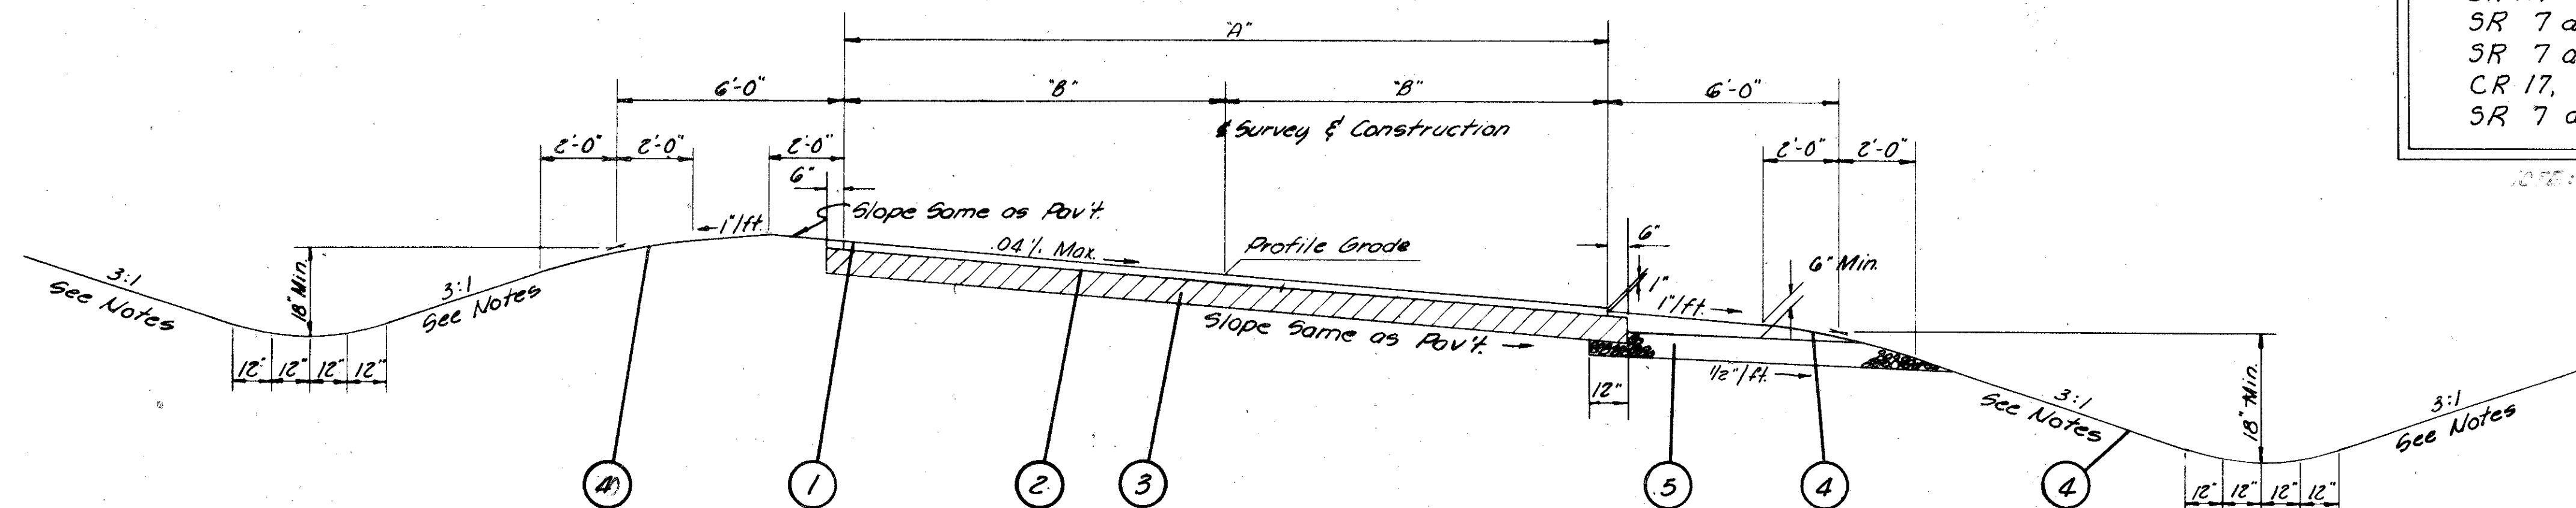 SR 7 a
SR 7 a
CR 17,
SR 7 a
"A"
6'-0"
"B"
"B"
6'-0"
℄ Survey & Construction
2'-0"
2'-0"
2'-0"
2'-0"
2'-0"
6"
Slope Same as Pav't.
1"/ft.
.04'/. Max.
Profile Grade
6"
1"
6" Min.
1"/ft.
3:1
See Notes
18" Min.
3:1
See Notes
Slope Same as Pav't.
1/2"/ft.
12"
12"
12"
12"
12"
3:1
See Notes
18" Min.
3:1
See Notes
4
1
2
3
5
4
4
12"
12"
12"
12"